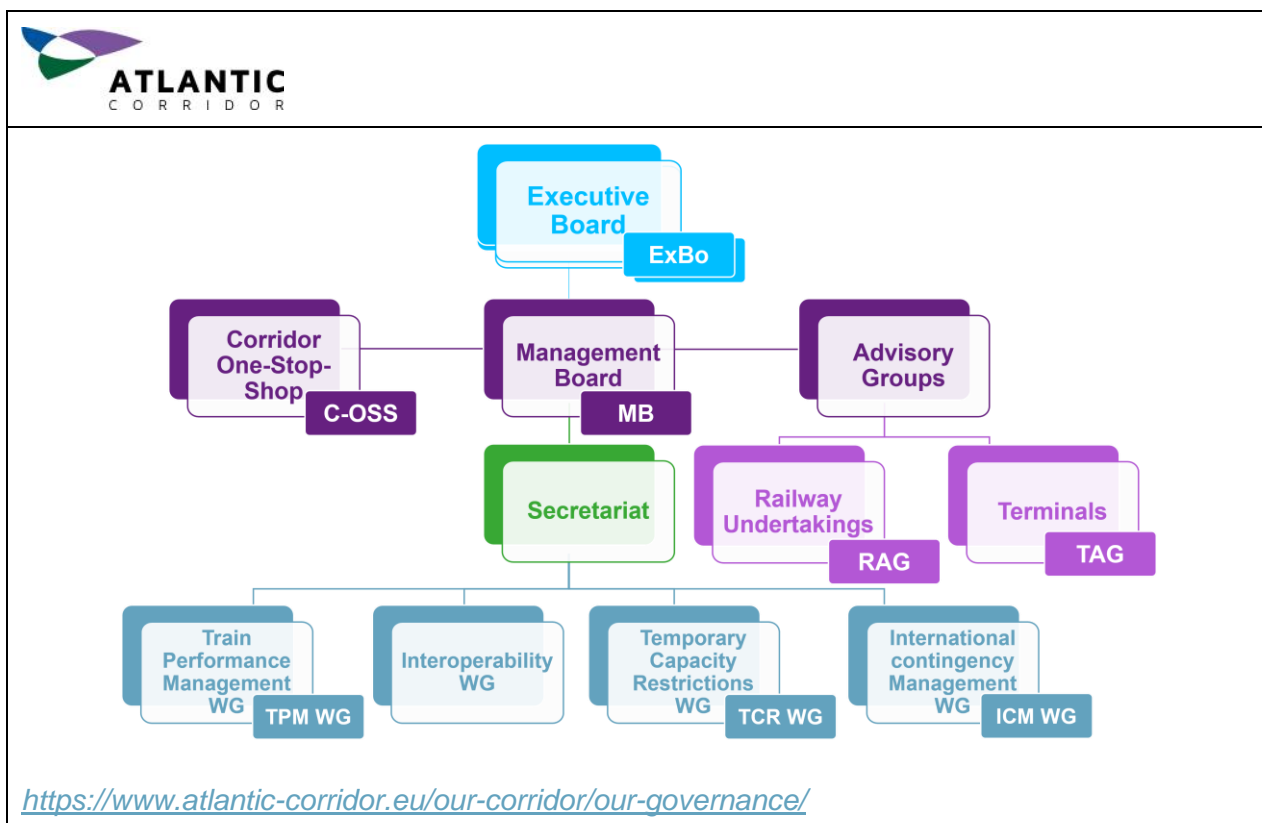 ATLANTIC
CORRIDOR
Executive
Board
ExBo
Corridor
One-Stop-
Shop
C-OSS
Management
Board
MB
Advisory
Groups
Secretariat
Railway
Undertakings
RAG
Terminals
TAG
Train
Performance
Management
WG
TPM WG
Interoperability
WG
Temporary
Capacity
Restrictions
WG
TCR WG
International
contingency
Management
WG
ICM WG
https://www.atlantic-corridor.eu/our-corridor/our-governance/